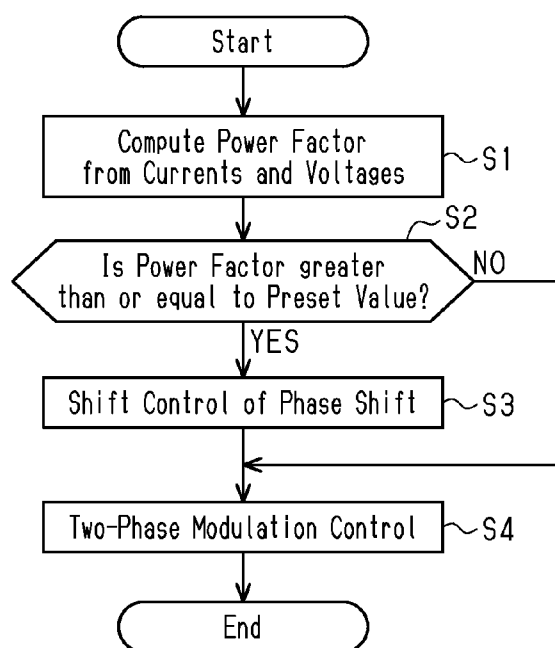 Start
Compute Power Factor
from Currents and Voltages
S1
S2
Is Power Factor greater
than or equal to Preset Value?
NO
YES
Shift Control of Phase Shift
S3
Two-Phase Modulation Control
S4
End